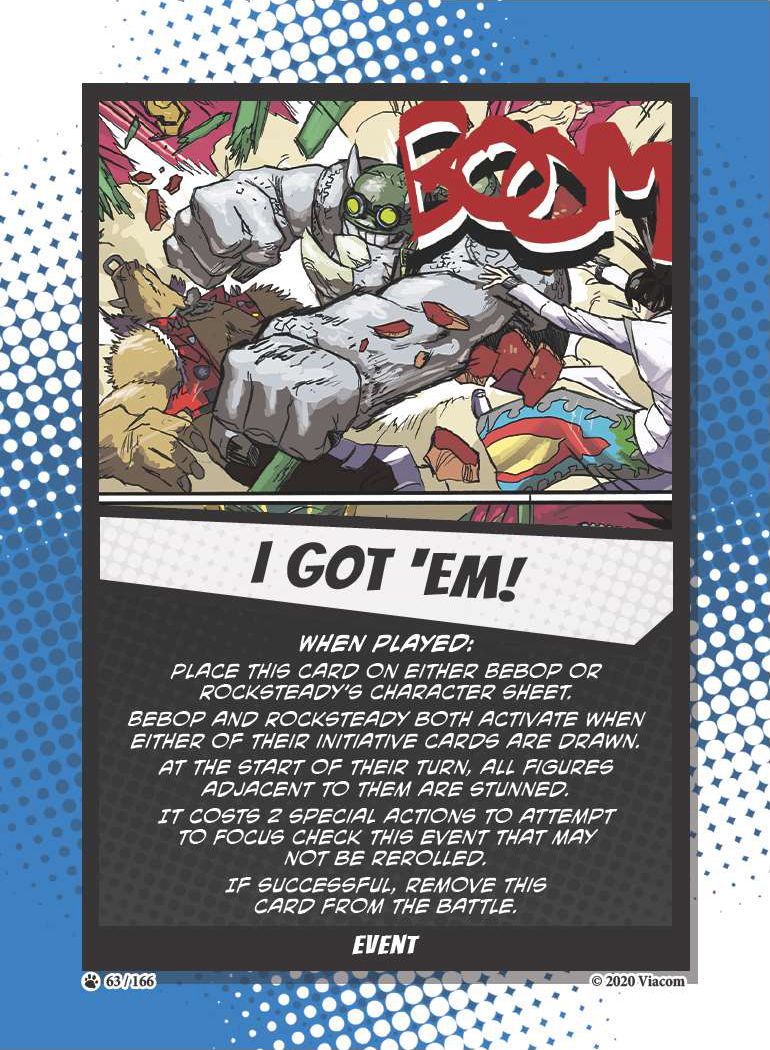 BOOM
I GOT 'EM!
WHEN PLAYED:
PLACE THIS CARD ON EITHER BEBOP OR
ROCKSTEADY'S CHARACTER SHEET.
BEBOP AND ROCKSTEADY BOTH ACTIVATE WHEN
EITHER OF THEIR INITIATIVE CARDS ARE DRAWN.
AT THE START OF THEIR TURN, ALL FIGURES
ADJACENT TO THEM ARE STUNNED.
IT COSTS 2 SPECIAL ACTIONS TO ATTEMPT
TO FOCUS CHECK THIS EVENT THAT MAY
NOT BE REROLLED.
IF SUCCESSFUL, REMOVE THIS
CARD FROM THE BATTLE.
EVENT
63/166
© 2020 Viacom